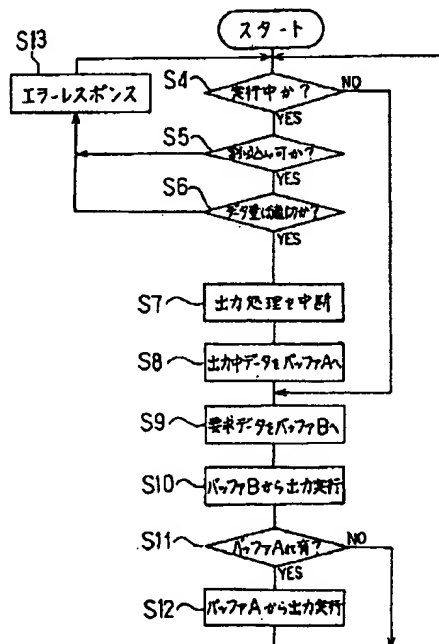 スタート
S13
エラーレスポンス
S4
実行中か?
NO
YES
S5
割り込み可か?
YES
S6
データ量は適切か?
YES
S7
出力処理を中断
S8
出力中データをバッファAへ
S9
要求データをバッファBへ
S10
バッファBから出力実行
S11
バッファAに有?
NO
YES
S12
バッファAから出力実行